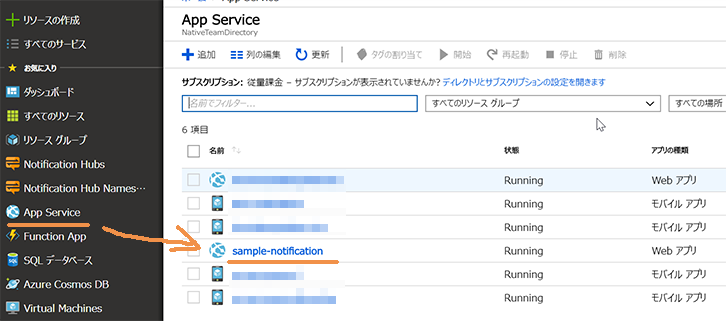 App Service
リソースの作成
すべてのサービス
お気に入り
ダッシュボード
すべてのリソース
リソース グループ
Notification Hubs
Notification Hub Names…
App Service
Function App
SQL データベース
Azure Cosmos DB
Virtual Machines
App Service
NativeTeamDirectory
追加 列の編集 更新 タグの割り当て 開始 再起動 停止 削除
サブスクリプション: 従量課金 – サブスクリプションが表示されていませんか? ディレクトリとサブスクリプションの設定を開きます
名前でフィルター... すべてのリソース グループ すべての場所
6 項目
名前 状態 アプリの種類
Running Web アプリ
Running モバイル アプリ
Running モバイル アプリ
sample-notification Running Web アプリ
Running モバイル アプリ
Running モバイル アプリ